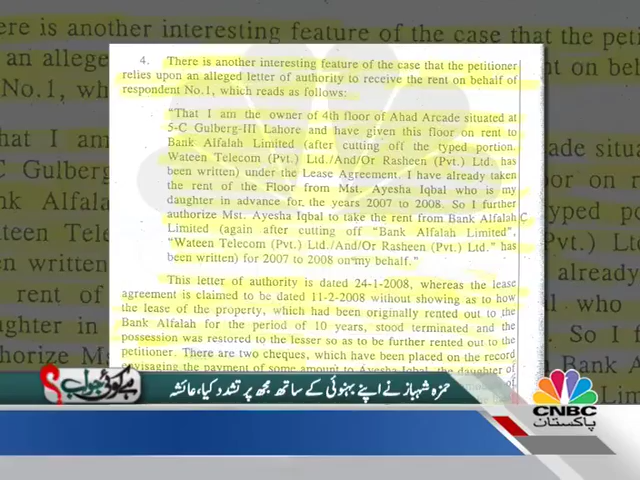 4. There is another interesting feature of the case that the petitioner
relies upon an alleged letter of authority to receive the rent on behalf of
respondent No.1, which reads as follows:
"That I am the owner of 4th floor of Ahad Arcade situated at
5-C Gulberg-III Lahore and have given this floor on rent to
Bank Alfalah Limited (after cutting off the typed portion.
Wateen Telecom (Pvt.) Ltd./And/Or Rasheen (Pvt.) Ltd. has
been written) under the Lease Agreement. I have already taken
the rent of the Floor from Mst. Ayesha Iqbal who is my
daughter in advance for the years 2007 to 2008. So I further
authorize Mst. Ayesha Iqbal to take the rent from Bank Alfalah
Limited (again after cutting off "Bank Alfalah Limited".
"Wateen Telecom (Pvt.) Ltd./And/Or Rasheen (Pvt.) Ltd." has
been written) for 2007 to 2008 on my behalf."
This letter of authority is dated 24-1-2008, whereas the lease
agreement is claimed to be dated 11-2-2008 without showing as to how
the lease of the property, which had been originally rented out to the
Bank Alfalah for the period of 10 years, stood terminated and the
possession was restored to the lesser so as to be further rented out to the
petitioner. There are two cheques, which have been placed on the record
envisaging the payment of some amount to Ayesha Iqbal, the daughter of
ہے کوئی جواب؟
حمزہ شہباز نے اپنے بہنوئی کے ساتھ مجھ پر تشدد کیا، عائشہ
CNBC
پاکستان